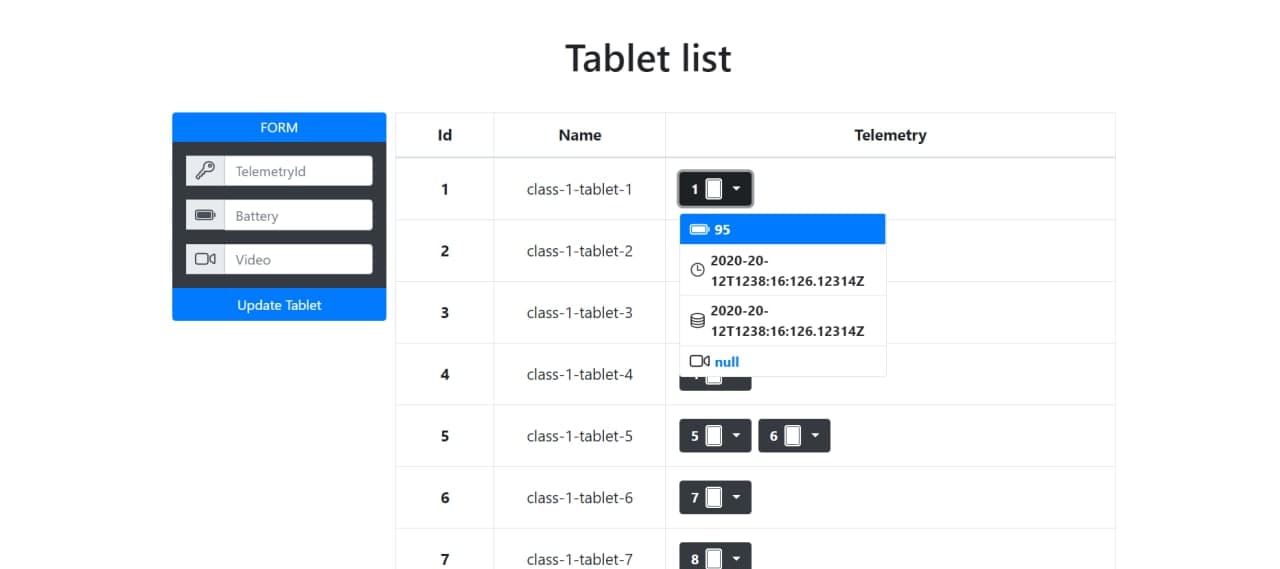 Tablet list
FORM
TelemetryId
Battery
Video
Update Tablet
Id Name Telemetry
1 class-1-tablet-1 1
95
2020-20-
12T1238:16:126.12314Z
2020-20-
12T1238:16:126.12314Z
null
2 class-1-tablet-2
3 class-1-tablet-3
4 class-1-tablet-4
5 class-1-tablet-5 5 6
6 class-1-tablet-6 7
7 class-1-tablet-7 8